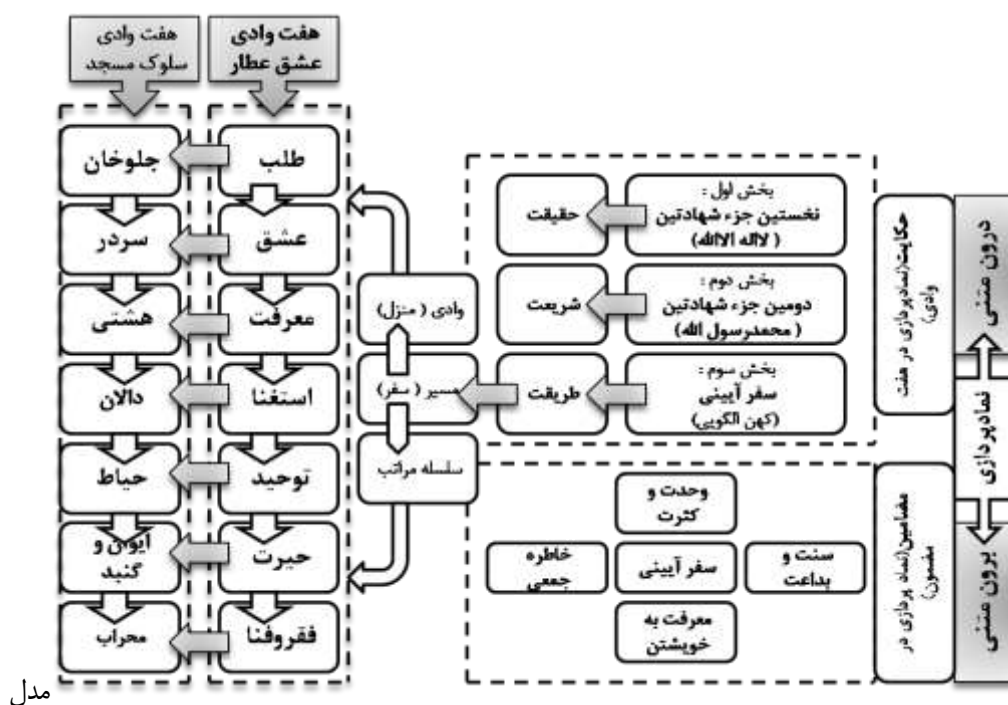 درون متنی
نمادپردازی
برون متنی
حکایت(نمادپردازی در هفت
وادی)
بخش اول :
نخستین جزء شهادتین
( لااله الاالله)
حقیقت
بخش دوم :
دومین جزء شهادتین
( محمدرسول الله)
شریعت
بخش سوم :
سفر آیینی
(کهن الگویی)
طریقت
مضامین(نماد پردازی در
مضمون)
وحدت و
کثرت
سنت و
بداعت
سفر آیینی
خاطره
جمعی
معرفت به
خویشتن
وادی ( منزل)
مسیر ( سفر)
سلسله مراتب
هفت وادی
عشق عطار
طلب
عشق
معرفت
استغنا
توحید
حیرت
فقروفنا
هفت وادی
سلوک مسجد
جلوخان
سردر
هشتی
دالان
حیاط
ایوان و
گنبد
محراب
مدل